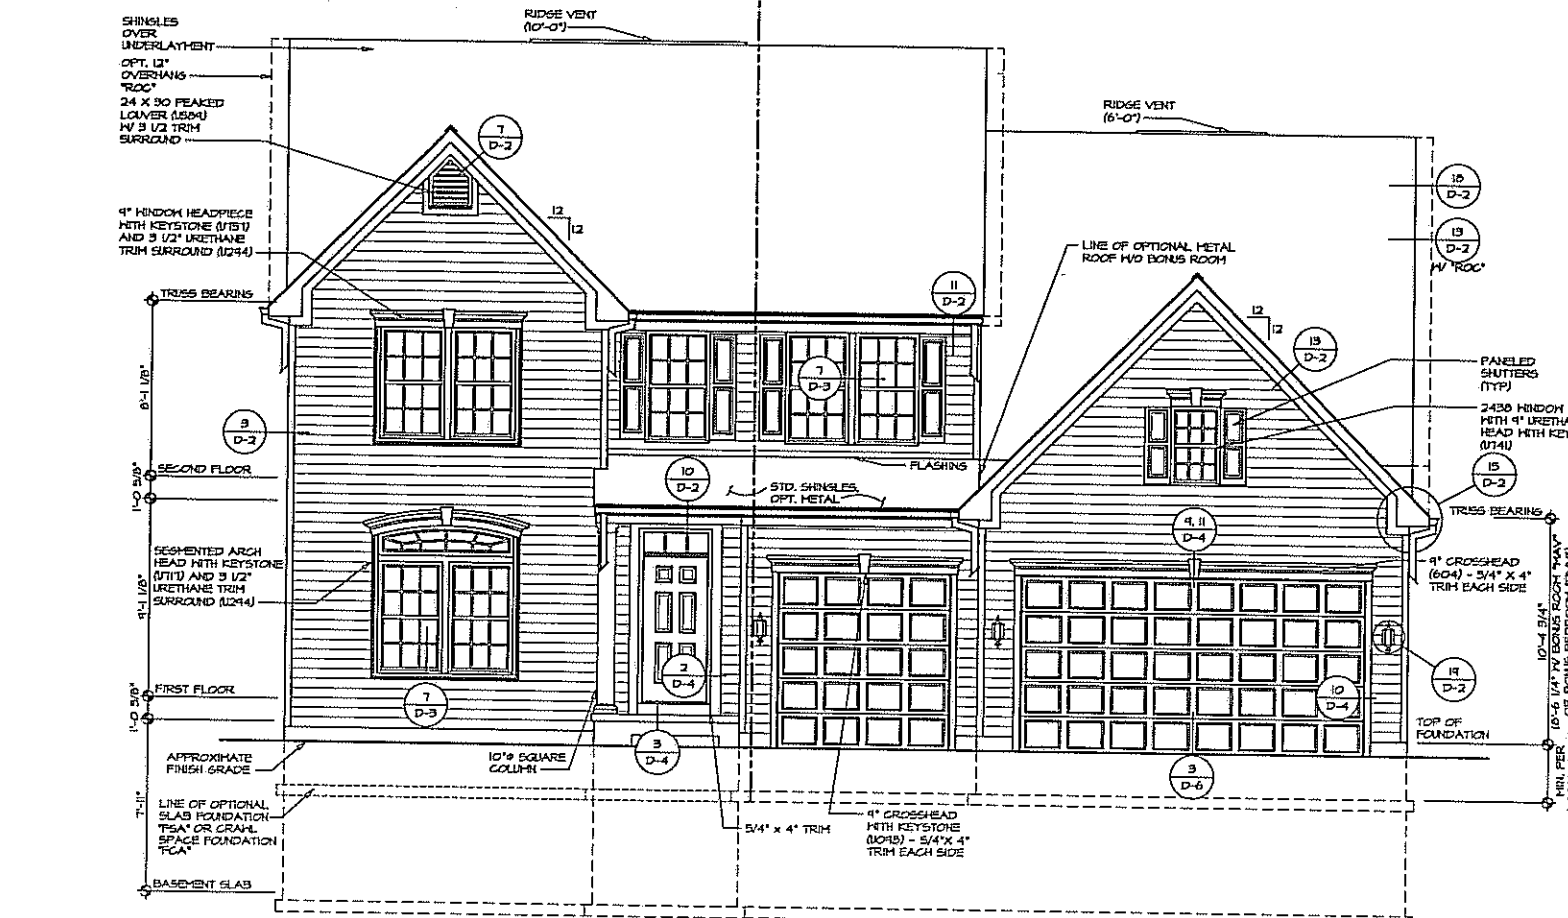 SHINGLES
OVER
UNDERLAYMENT
OPT. 12"
OVERHANG
"ROC"
24 X 30 PEAKED
LOUVER
W/ 3 1/2 TRIM
SURROUND
RIDGE VENT
(10'-0")
7
D-2
9" WINDOW HEADPIECE
WITH KEYSTONE (U151)
AND 3 1/2" URETHANE
TRIM SURROUND (U244)
12
12
RIDGE VENT
(6'-0")
18
D-2
13
D-2
W/ "ROC"
LINE OF OPTIONAL METAL
ROOF W/O BONUS ROOM
TRUSS BEARING
11
D-2
12
12
13
D-2
PANELED
SHUTTERS
(TYP)
7
D-3
8'-1 1/8"
3
D-2
2438 WINDOW
WITH 9"
HEAD WITH
(U141)
SECOND FLOOR
1'-0 5/8"
FLASHING
10
D-2
STD. SHINGLES,
OPT. METAL
15
D-2
TRUSS BEARING
9, 11
D-4
SEGMENTED ARCH
HEAD WITH KEYSTONE
(U117) AND 3 1/2"
URETHANE TRIM
SURROUND (U244)
9'-1 1/8"
9" CROSSHEAD
(604) - 5/4" X 4"
TRIM EACH SIDE
10'-4 3/4"
W/ BONUS ROOM
2
D-4
10
D-4
19
D-2
FIRST FLOOR
1'-0 5/8"
7
D-3
TOP OF
FOUNDATION
APPROXIMATE
FINISH GRADE
10"Φ SQUARE
COLUMN
3
D-4
3
D-6
MIN. PER
7'-11"
LINE OF OPTIONAL
SLAB FOUNDATION
"FSA" OR CRAWL
SPACE FOUNDATION
"FCA"
5/4" x 4" TRIM
9" CROSSHEAD
WITH KEYSTONE
- 5/4" X 4"
TRIM EACH SIDE
BASEMENT SLAB